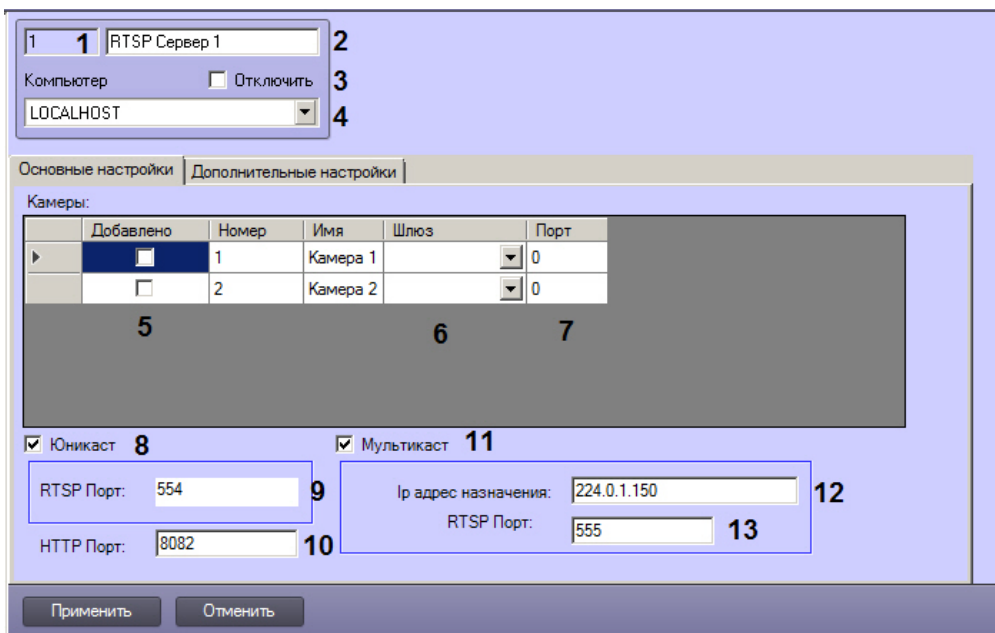 1 1 RTSP Сервер 1 2
Компьютер Отключить 3
LOCALHOST 4
Основные настройки Дополнительные настройки
Камеры:
Добавлено Номер Имя Шлюз Порт
1 Камера 1 0
2 Камера 2 0
5 6 7
Юникаст 8 Мультикаст 11
RTSP Порт: 554 9 Ip адрес назначения: 224.0.1.150 12
HTTP Порт: 8082 10 RTSP Порт: 555 13
Применить Отменить